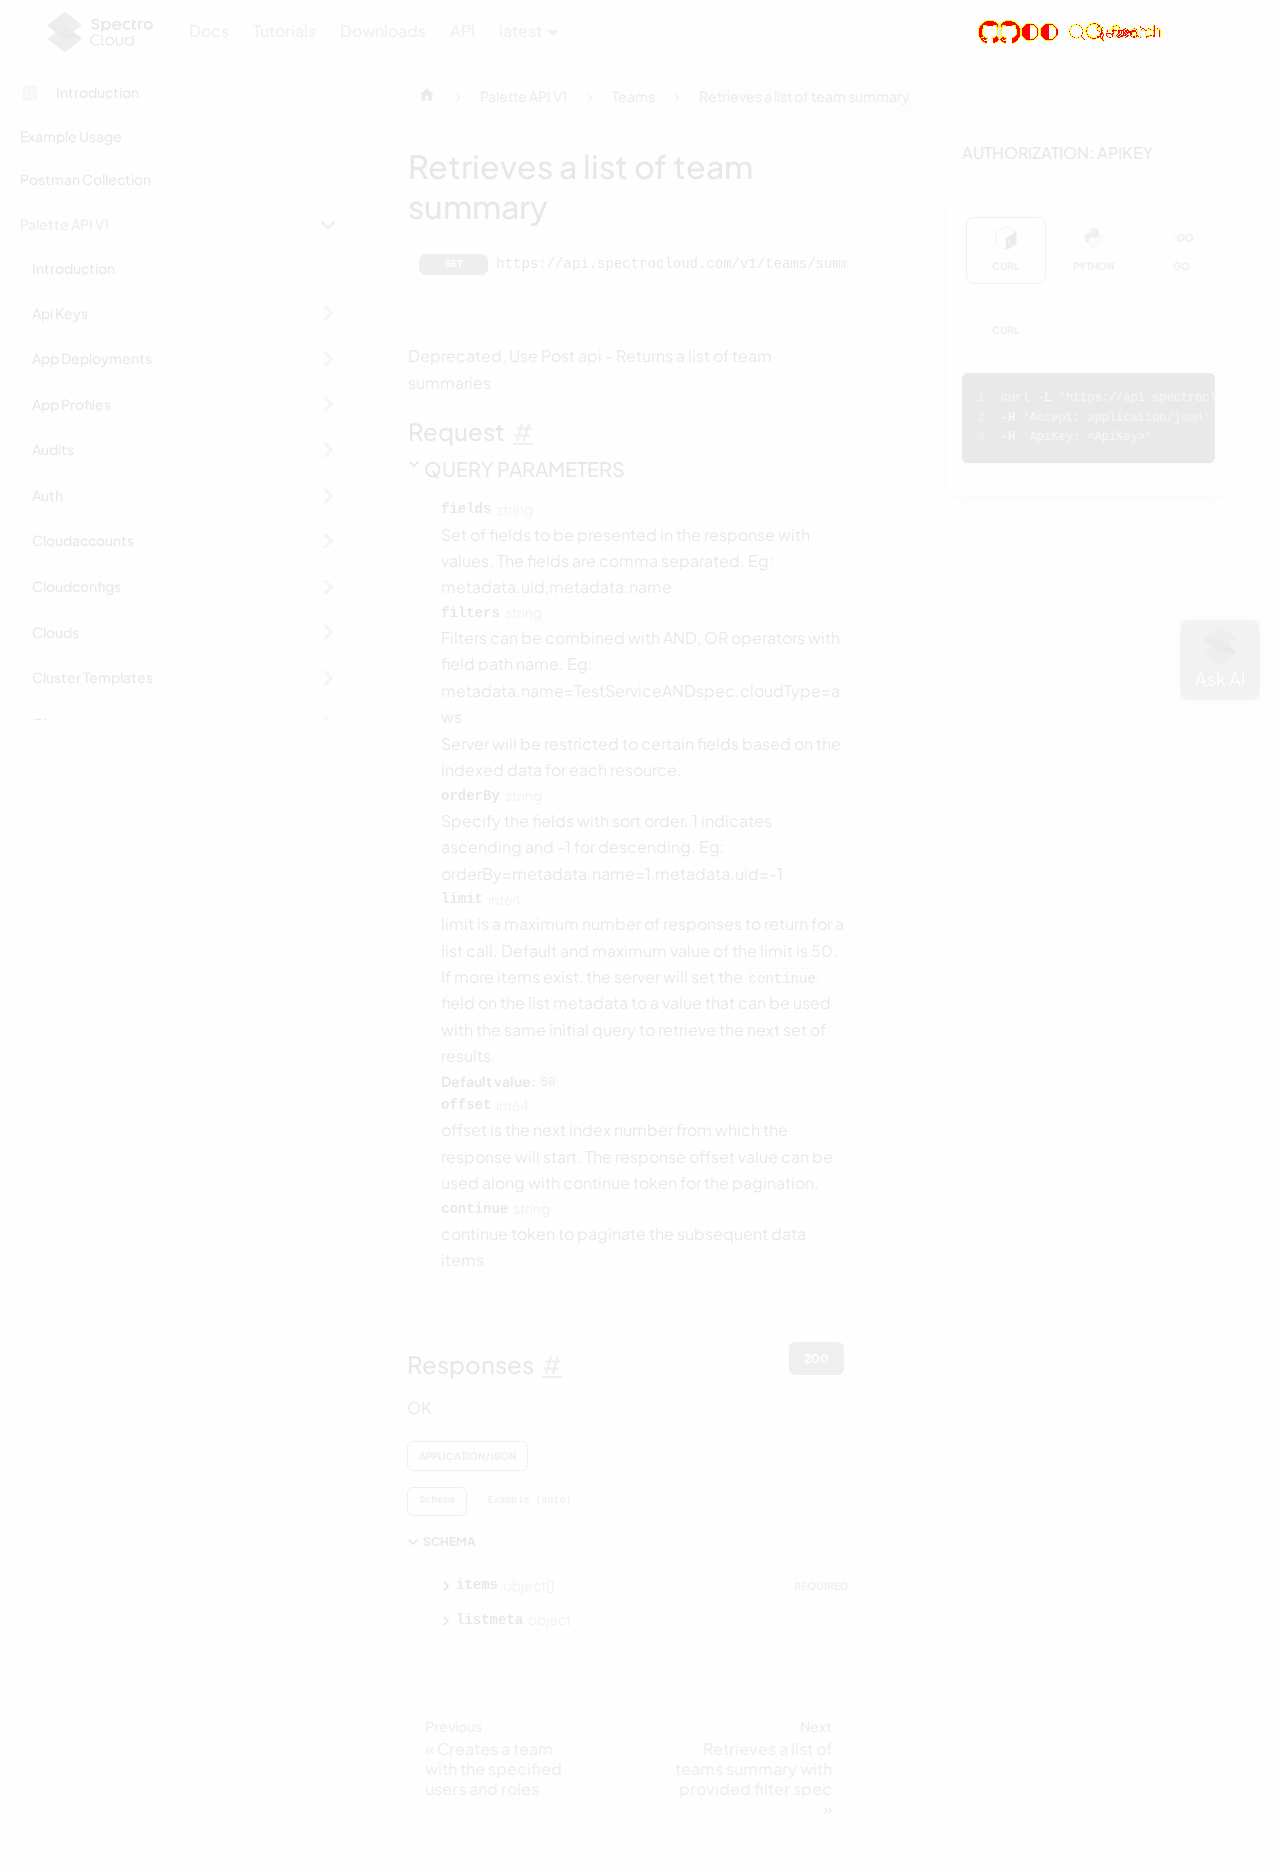 Spectro Cloud
Docs
Tutorials
Downloads
API
latest
Introduction
Example Usage
Postman Collection
Palette API V1
Introduction
Api Keys
App Deployments
App Profiles
Audits
Auth
Cloudaccounts
Cloudconfigs
Clouds
Cluster Templates
Palette API V1
Teams
Retrieves a list of team summary
Retrieves a list of team
summary
GET
https://api.spectrocloud.com/v1/teams/summ
Deprecated, Use Post api - Returns a list of team
summaries
Request #
QUERY PARAMETERS
fields string
Set of fields to be presented in the response with
values. The fields are comma separated. Eg:
metadata.uid,metadata.name
filters string
Filters can be combined with AND, OR operators with
field path name. Eg:
metadata.name=TestServiceANDspec.cloudType=a
ws
Server will be restricted to certain fields based on the
indexed data for each resource.
orderBy string
Specify the fields with sort order. 1 indicates
ascending and -1 for descending. Eg:
orderBy=metadata.name=1,metadata.uid=-1
limit int64
limit is a maximum number of responses to return for a
list call. Default and maximum value of the limit is 50.
If more items exist, the server will set the continue
field on the list metadata to a value that can be used
with the same initial query to retrieve the next set of
results.
Default value: 50
offset int64
offset is the next index number from which the
response will start. The response offset value can be
used along with continue token for the pagination.
continue string
continue token to paginate the subsequent data
items
Responses #
200
OK
APPLICATION/JSON
Schema
Example (auto)
SCHEMA
items object[]
REQUIRED
listmeta object
Previous
« Creates a team
with the specified
users and roles
Next
Retrieves a list of
teams summary with
provided filter spec
»
AUTHORIZATION: APIKEY
CURL
PYTHON
GO
GO
CURL
1 curl -L 'https://api.spectrocl
2 -H 'Accept: application/json'
3 -H 'ApiKey: <ApiKey>'
Ask AI